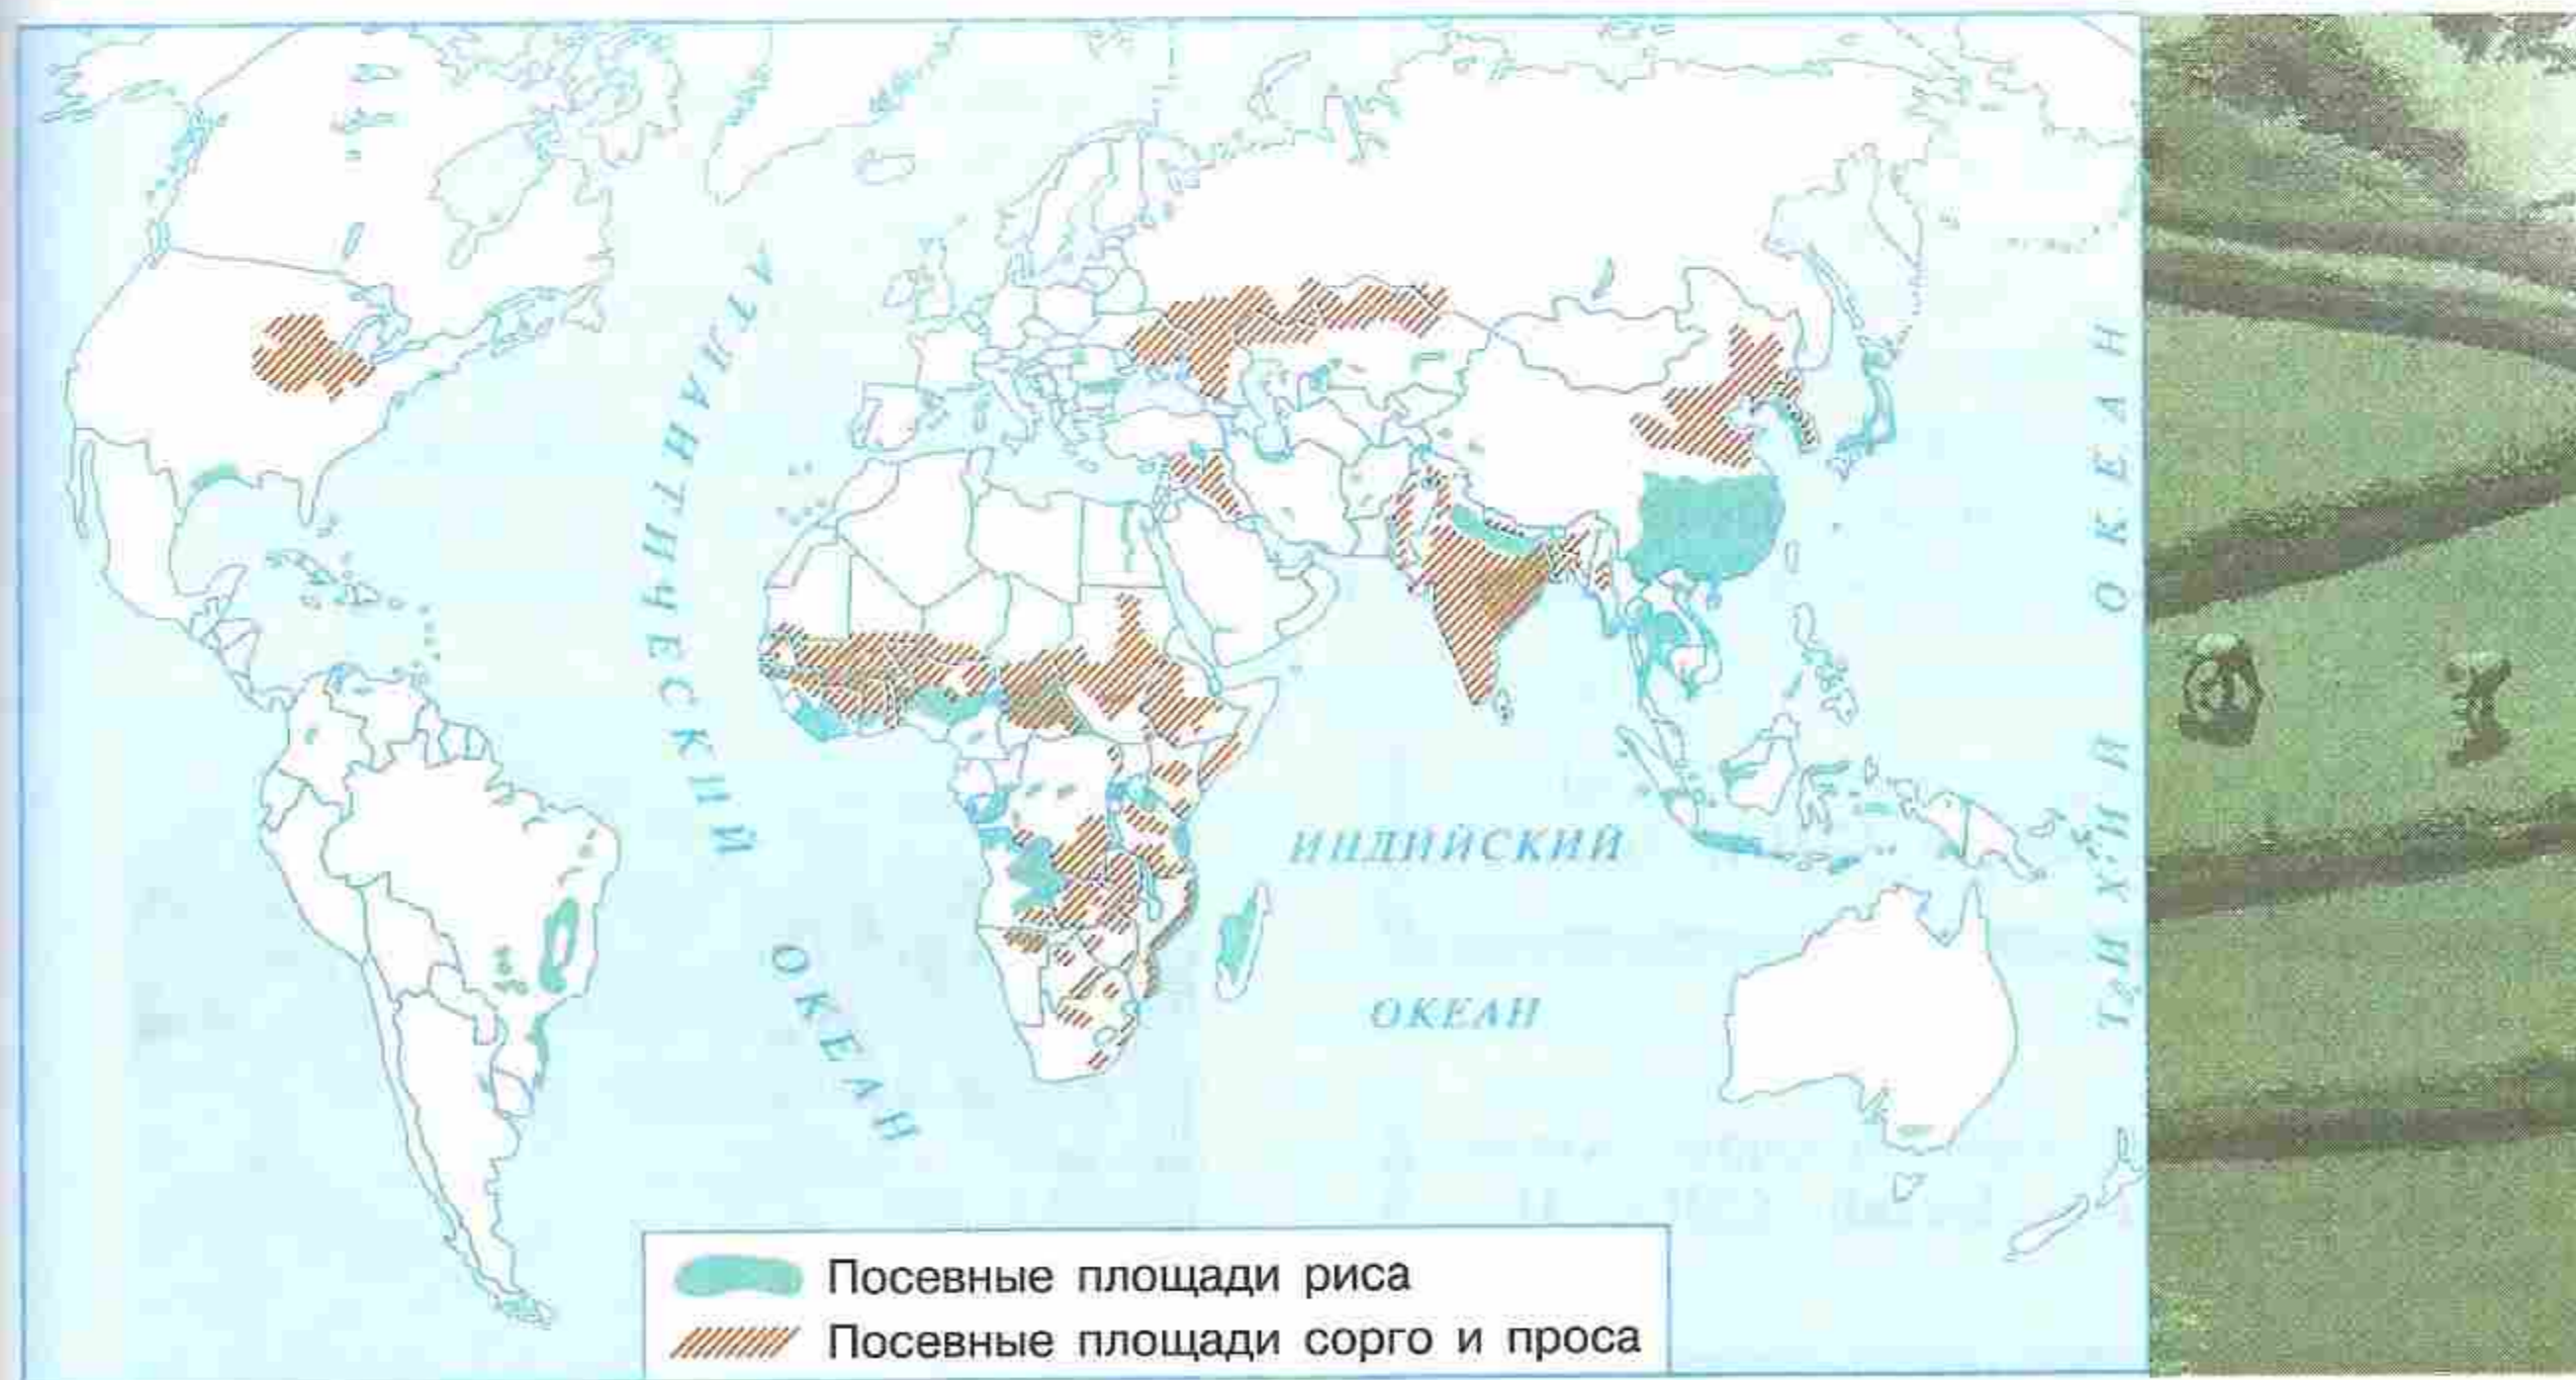 АТЛАНТИЧЕСКИЙ
ОКЕАН
ИНДИЙСКИЙ
ОКЕАН
ТИХИЙ ОКЕАН
Посевные площади риса
Посевные площади сорго и проса